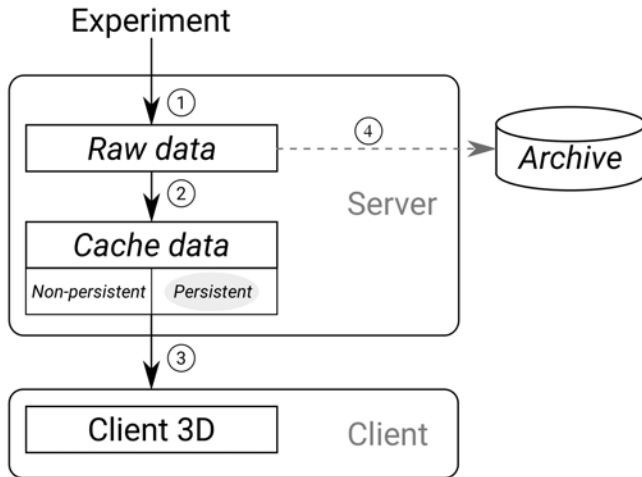 Experiment
1
Raw data
4
Archive
2
Server
Cache data
Non-persistent
Persistent
3
Client 3D
Client